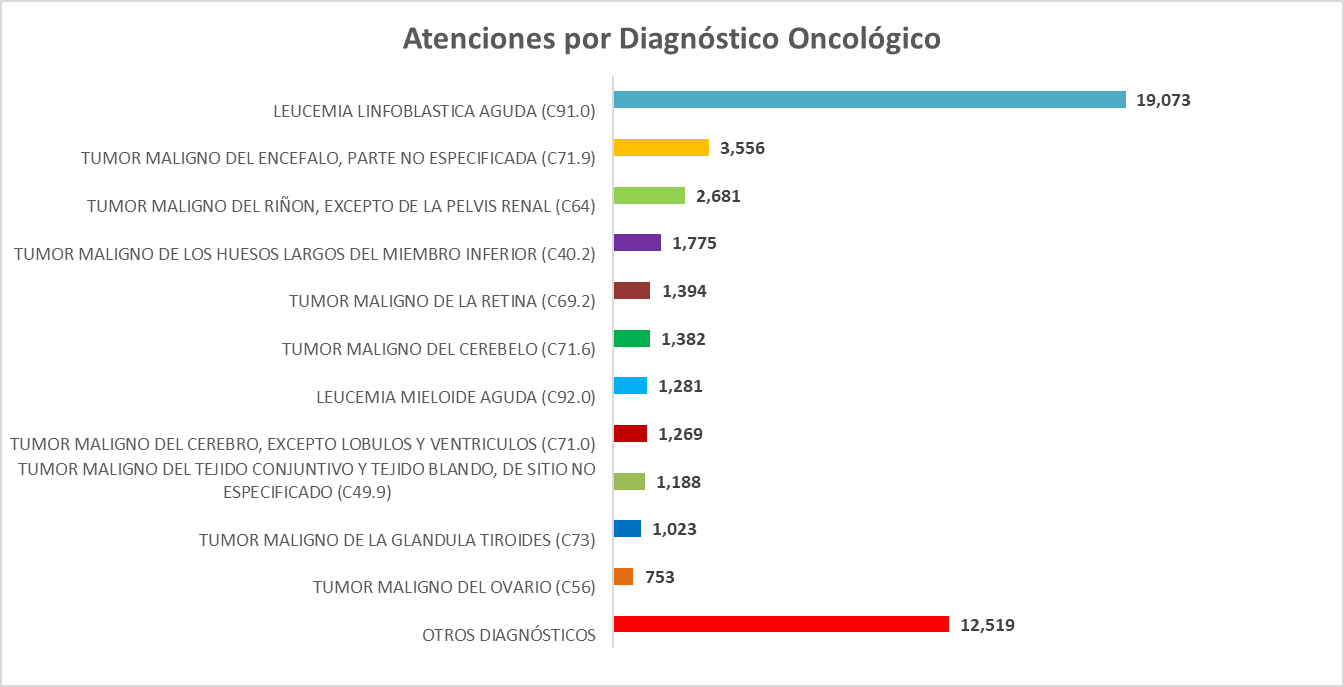 Atenciones por Diagnóstico Oncológico
LEUCEMIA LINFOBLASTICA AGUDA (C91.0)
19,073
TUMOR MALIGNO DEL ENCEFALO, PARTE NO ESPECIFICADA (C71.9)
3,556
TUMOR MALIGNO DEL RIÑON, EXCEPTO DE LA PELVIS RENAL (C64)
2,681
TUMOR MALIGNO DE LOS HUESOS LARGOS DEL MIEMBRO INFERIOR (C40.2)
1,775
TUMOR MALIGNO DE LA RETINA (C69.2)
1,394
TUMOR MALIGNO DEL CEREBELO (C71.6)
1,382
LEUCEMIA MIELOIDE AGUDA (C92.0)
1,281
TUMOR MALIGNO DEL CEREBRO, EXCEPTO LOBULOS Y VENTRICULOS (C71.0)
1,269
TUMOR MALIGNO DEL TEJIDO CONJUNTIVO Y TEJIDO BLANDO, DE SITIO NO
ESPECIFICADO (C49.9)
1,188
TUMOR MALIGNO DE LA GLANDULA TIROIDES (C73)
1,023
TUMOR MALIGNO DEL OVARIO (C56)
753
OTROS DIAGNÓSTICOS
12,519